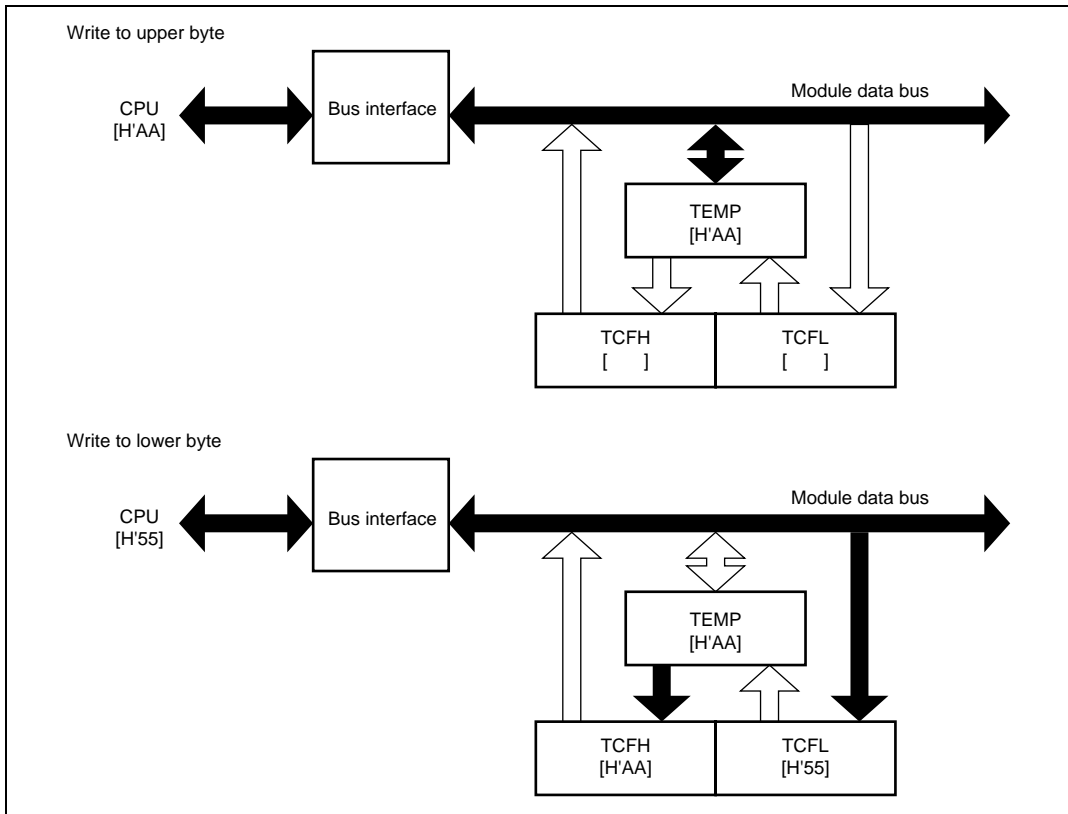 Write to upper byte
CPU
[H'AA]
Bus interface
Module data bus
TEMP
[H'AA]
TCFH
[ ]
TCFL
[ ]
Write to lower byte
CPU
[H'55]
Bus interface
Module data bus
TEMP
[H'AA]
TCFH
[H'AA]
TCFL
[H'55]